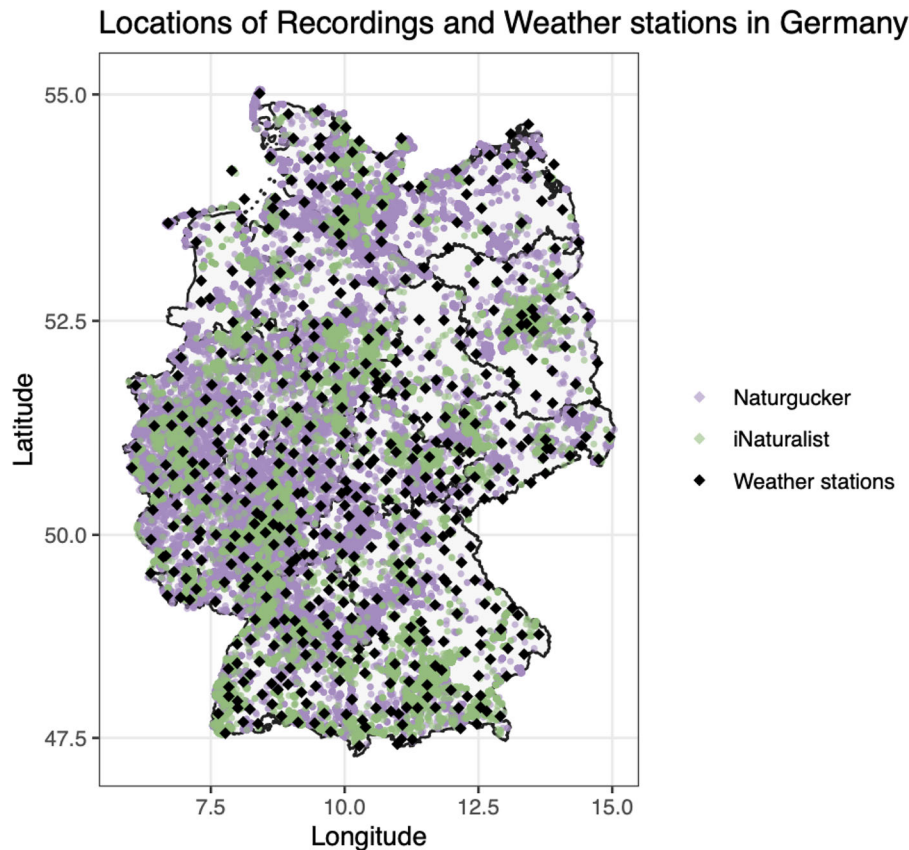 Locations of Recordings and Weather stations in Germany
55.0
52.5
50.0
47.5
Latitude
7.5 10.0 12.5 15.0
Longitude
Naturgucker
iNaturalist
Weather stations